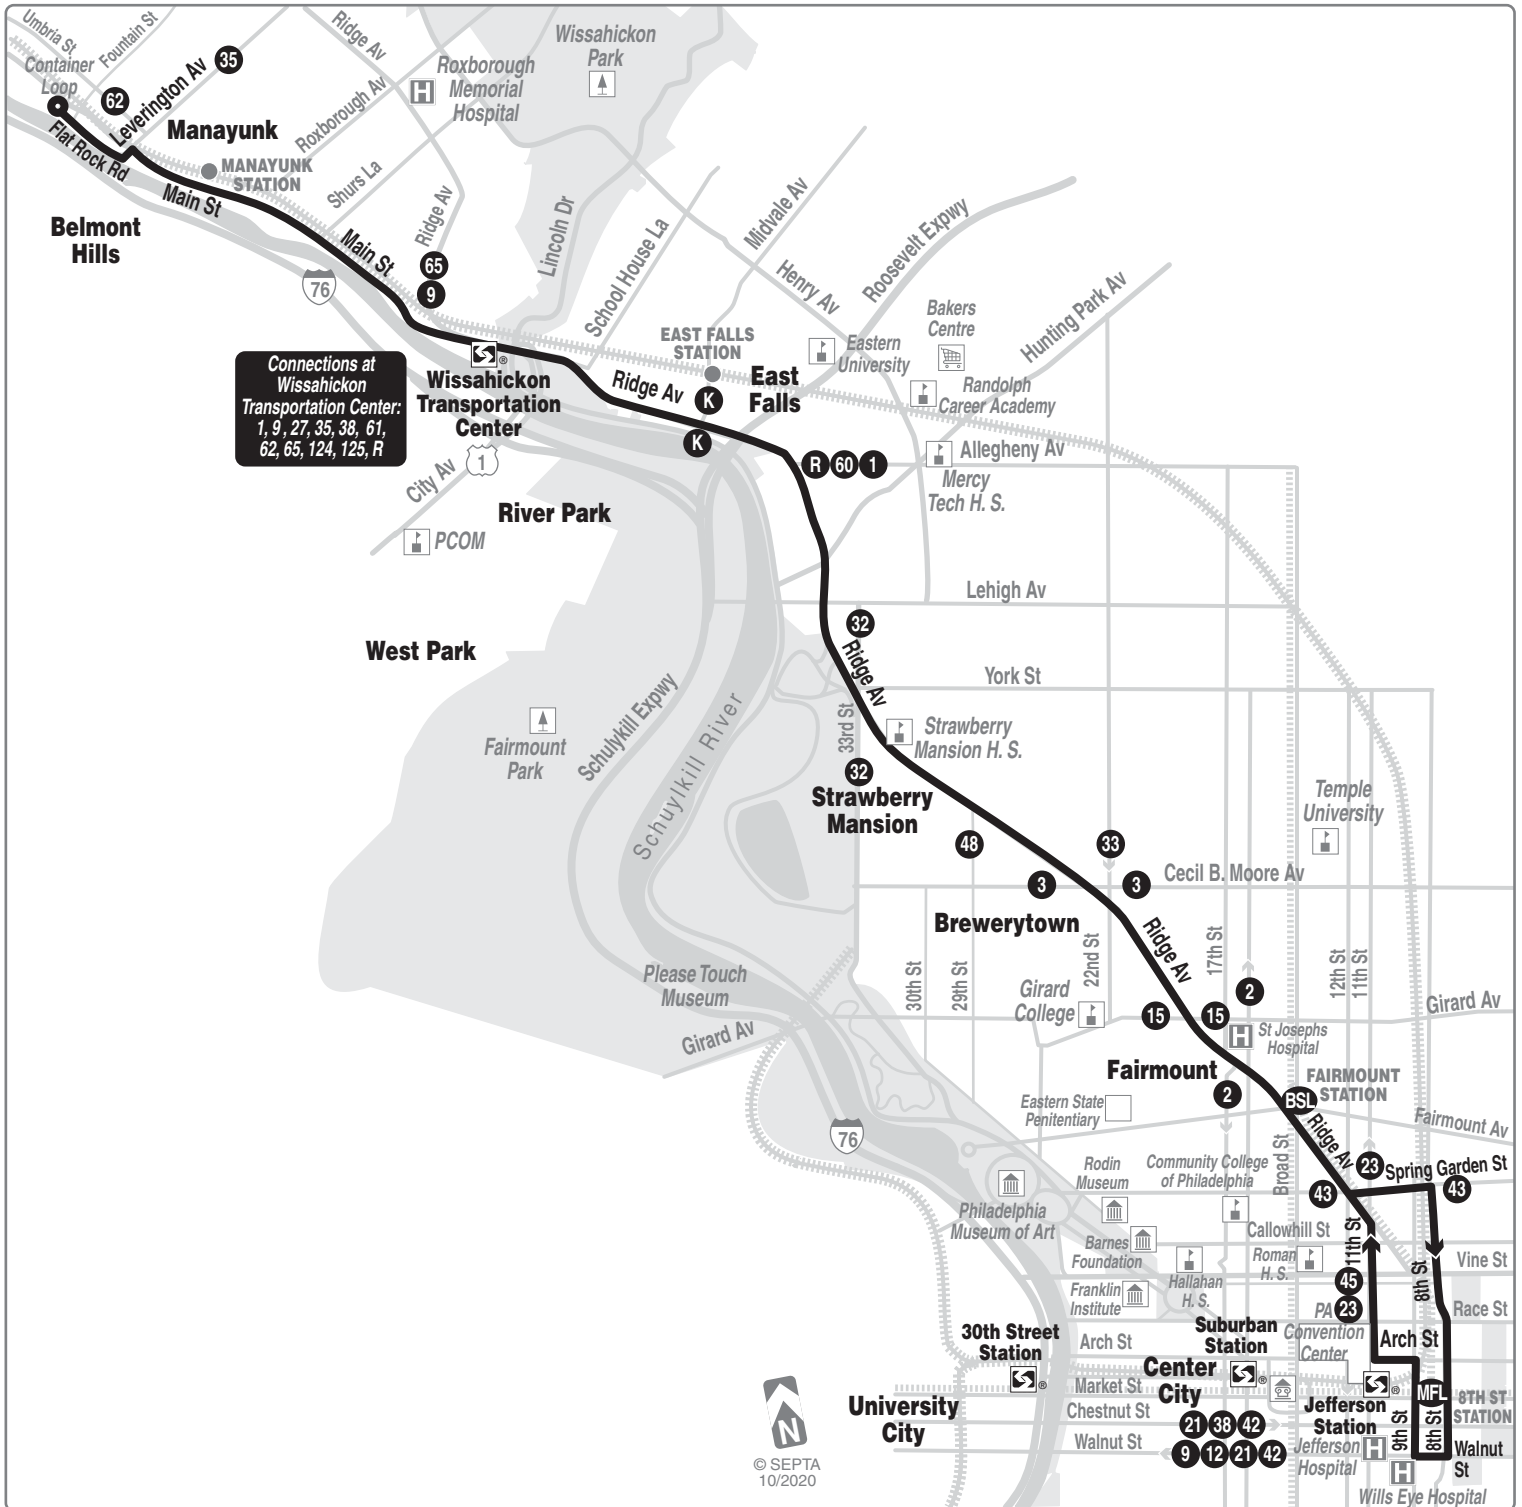 Umbria St
Container
Loop
Fountain St
62
Leverington Av
35
Flat Rock Rd
Manayunk
MANAYUNK
STATION
Main St
Belmont
Hills
Ridge Av
Roxborough Av
H
Roxborough
Memorial
Hospital
Wissahickon
Park
Shurs La
Ridge Av
Main St
65
9
76
Lincoln Dr
School House La
Midvale Av
Henry Av
Roosevelt Expwy
Hunting Park Av
Bakers
Centre
Eastern
University
EAST FALLS
STATION
East
Falls
Randolph
Career Academy
Connections at
Wissahickon
Transportation Center:
1, 9 , 27, 35, 38, 61,
62, 65, 124, 125, R
®
Wissahickon
Transportation
Center
Ridge Av
K
K
R
60
1
Allegheny Av
Mercy
Tech H. S.
City Av
1
River Park
PCOM
Lehigh Av
32
West Park
Ridge Av
York St
Schulykill Expwy
Schuylkill River
33rd St
Fairmount
Park
Strawberry
Mansion H. S.
32
Strawberry
Mansion
Temple
University
48
33
3
3
Cecil B. Moore Av
Brewerytown
Ridge Av
30th St
29th St
22nd St
17th St
12th St
11th St
Please Touch
Museum
Girard Av
Girard
College
15
15
2
Girard Av
H
St Josephs
Hospital
Fairmount
2
BSL
FAIRMOUNT
STATION
Eastern State
Penitentiary
Ridge Av
Fairmount Av
76
Broad St
23
Spring Garden St
43
43
Rodin
Museum
Community College
of Philadelphia
Philadelphia
Museum of Art
Callowhill St
11th St
Barnes
Foundation
Hallahan
H. S.
Roman
H. S.
8th St
Vine St
Franklin
Institute
45
23
PA
Convention
Center
Race St
30th Street
Station
®
Arch St
Suburban
Station
®
Arch St
Center
City
Market St
Jefferson
Station
®
MFL
8TH ST
STATION
University
City
Chestnut St
21
38
42
9th St
8th St
Walnut St
9
12
21
42
Jefferson
Hospital
H
Walnut
St
H
Wills Eye Hospital
N
© SEPTA
10/2020